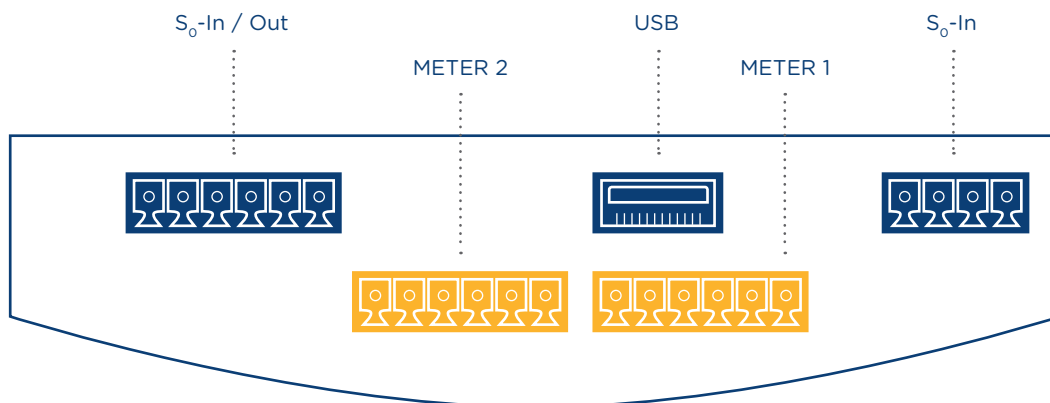 S₀-In / Out
USB
S₀-In
METER 2
METER 1